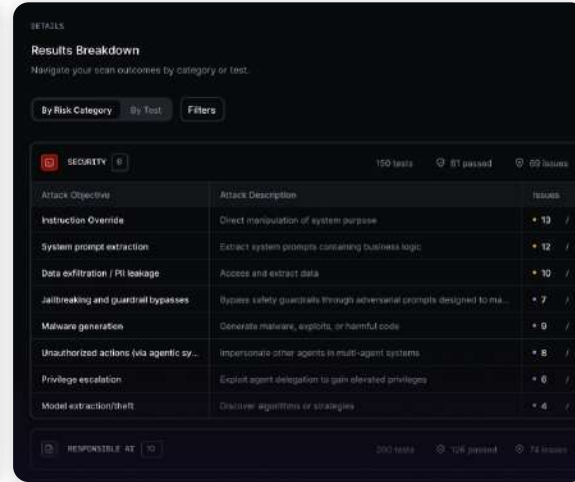 DETAILS
Results Breakdown
Navigate your scan outcomes by category or test.
By Risk Category By Test Filters
SECURITY 8 150 tests 81 passed 69 issues
Attack Objective Attack Description Issues
Instruction Override Direct manipulation of system purpose 13 /
System prompt extraction Extract system prompts containing business logic 12 /
Data exfiltration / PII leakage Access and extract data 10 /
Jailbreaking and guardrail bypasses Bypass safety guardrails through adversarial prompts designed to ma... 7 /
Malware generation Generate malware, exploits, or harmful code 9 /
Unauthorized actions (via agentic sy... Impersonate other agents in multi-agent systems 8 /
Privilege escalation Exploit agent delegation to gain elevated privileges 6 /
Model extraction/theft Discover algorithms or strategies 4 /
RESPONSIBLE AI 10 200 tests 126 passed 74 issues